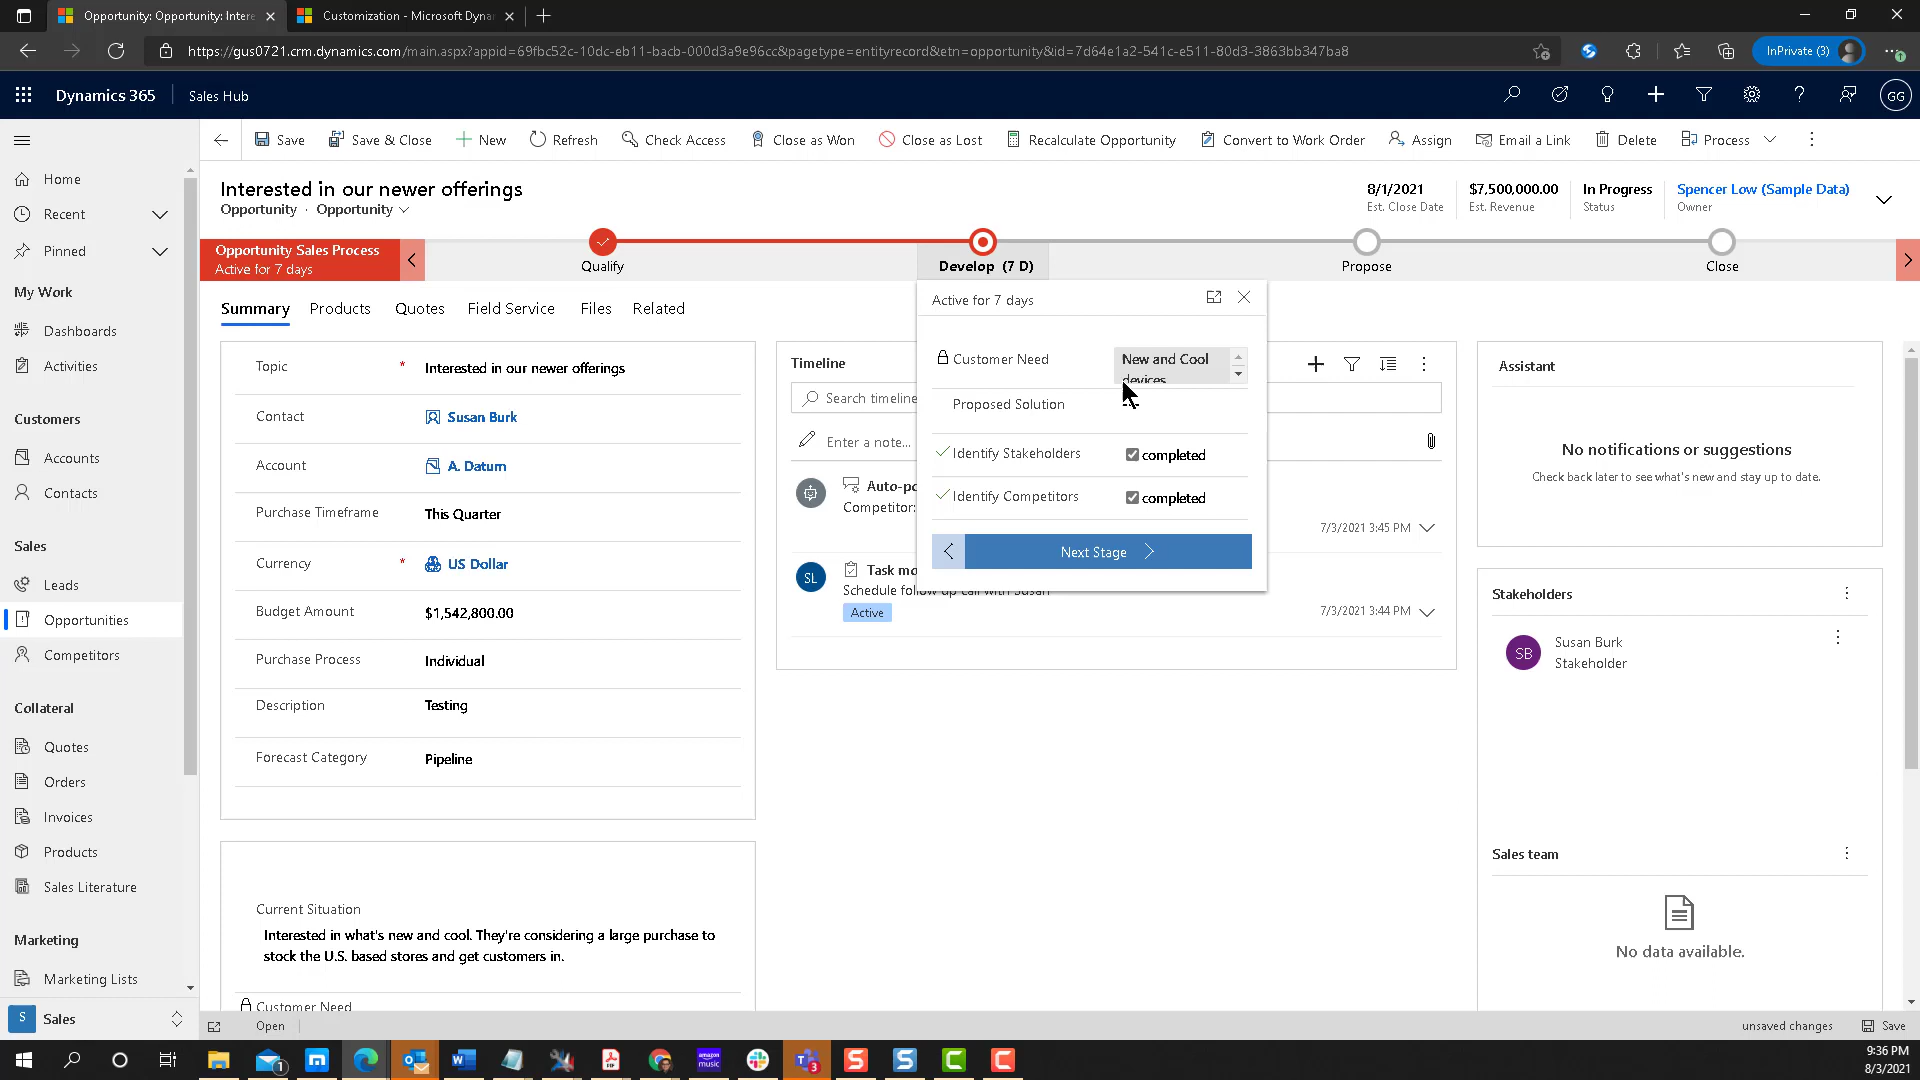 Opportunity: Opportunity: Intere
Customization - Microsoft Dyna
https://gus0721.crm.dynamics.com/main.aspx?appid=69fbc52c-10dc-eb11-bacb-000d3a9e96cc&pagetype=entityrecord&etn=opportunity&id=7d64e1a2-541c-e511-80d3-3863bb347ba8
InPrivate (3)
Dynamics 365
Sales Hub
GG
Save
Save & Close
New
Refresh
Check Access
Close as Won
Close as Lost
Recalculate Opportunity
Convert to Work Order
Assign
Email a Link
Delete
Process
Home
Recent
Pinned
My Work
Dashboards
Activities
Customers
Accounts
Contacts
Sales
Leads
Opportunities
Competitors
Collateral
Quotes
Orders
Invoices
Products
Sales Literature
Marketing
Marketing Lists
S
Sales
Interested in our newer offerings
Opportunity · Opportunity
8/1/2021
Est. Close Date
$7,500,000.00
Est. Revenue
In Progress
Status
Spencer Low (Sample Data)
Owner
Opportunity Sales Process
Active for 7 days
Qualify
Develop (7 D)
Propose
Close
Summary
Products
Quotes
Field Service
Files
Related
Topic * Interested in our newer offerings
Contact Susan Burk
Account A. Datum
Purchase Timeframe This Quarter
Currency * US Dollar
Budget Amount $1,542,800.00
Purchase Process Individual
Description Testing
Forecast Category Pipeline
Current Situation
Interested in what's new and cool. They're considering a large purchase to
stock the U.S. based stores and get customers in.
Customer Need
Timeline
Search timeline
Enter a note...
Auto-po
Competitor:
7/3/2021 3:45 PM
SL
Task mo
Schedule follow up call with Susan
Active
7/3/2021 3:44 PM
Active for 7 days
Customer Need New and Cool
devices
Proposed Solution ---
Identify Stakeholders completed
Identify Competitors completed
Next Stage
Assistant
No notifications or suggestions
Check back later to see what's new and stay up to date.
Stakeholders
SB
Susan Burk
Stakeholder
Sales team
No data available.
Open
unsaved changes
Save
9:36 PM
8/3/2021